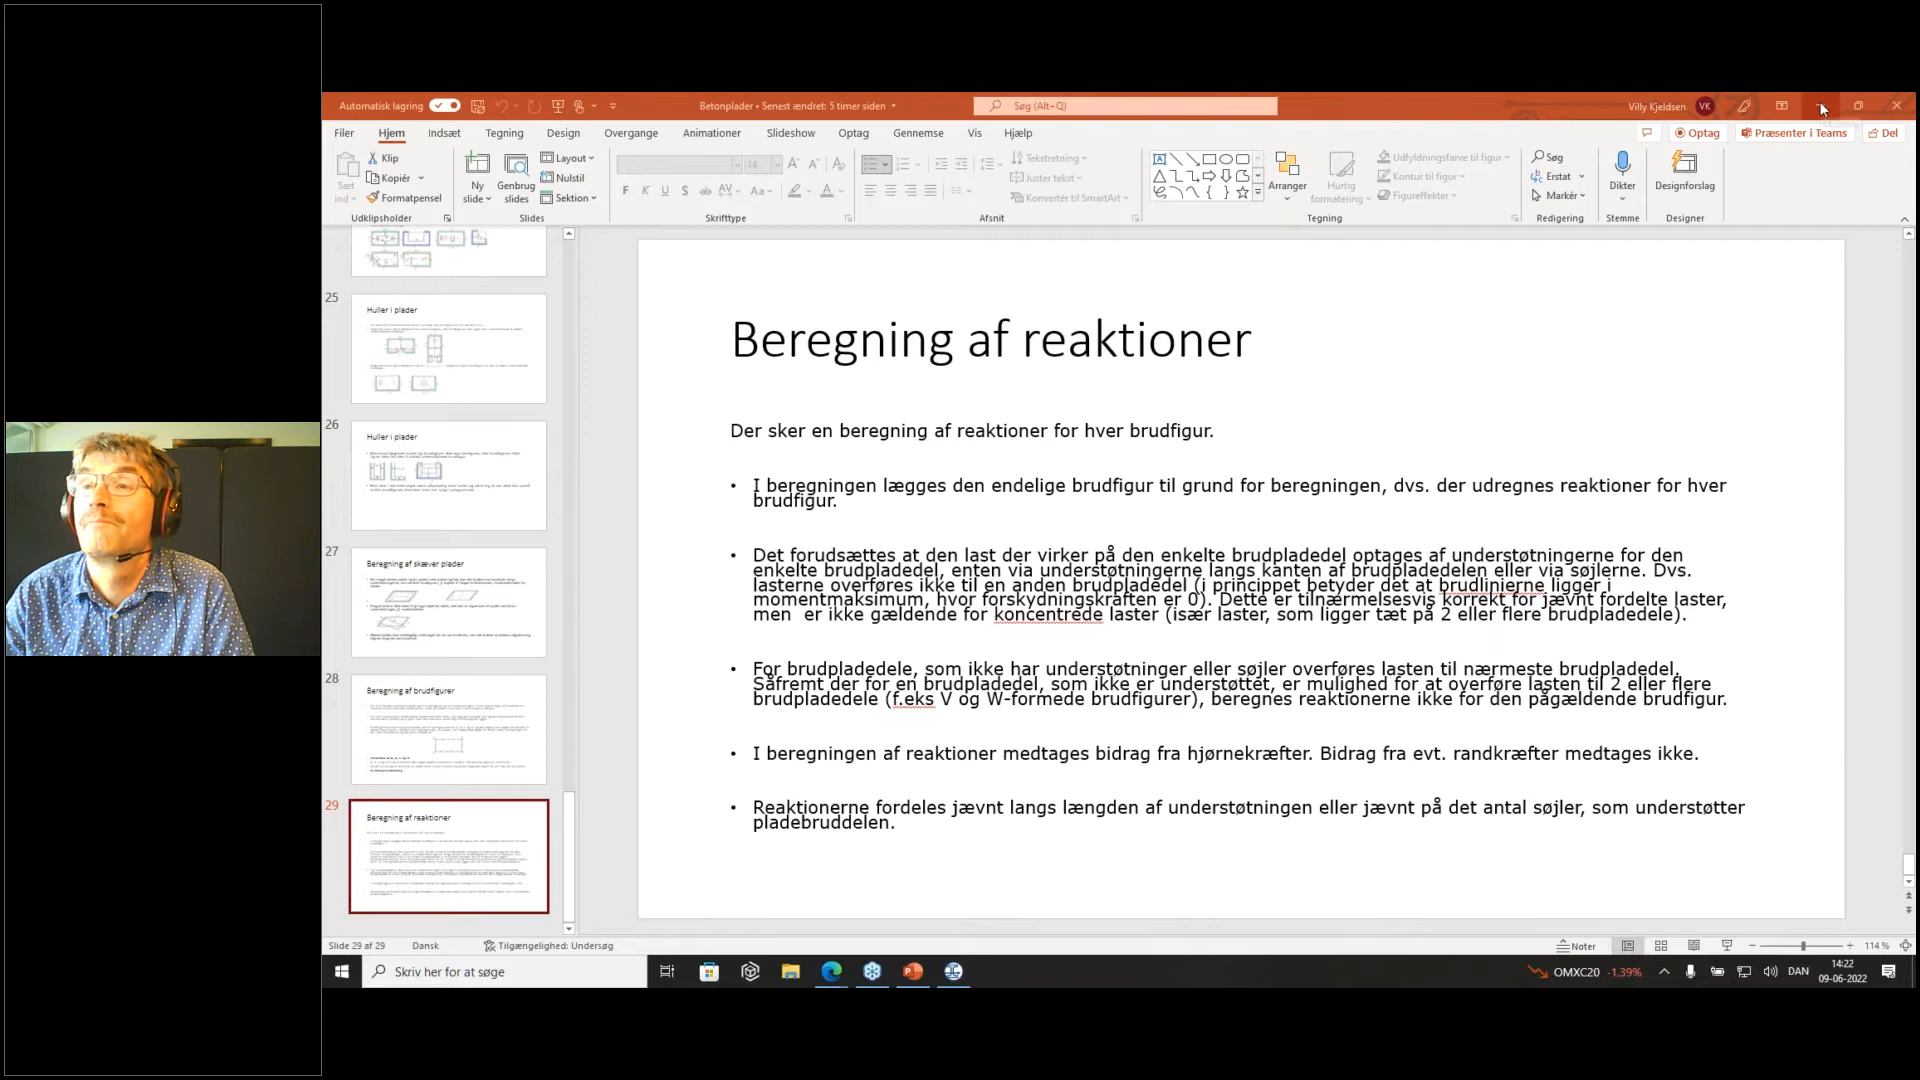 Automatisk lagring
Betonplader • Senest ændret: 5 timer siden
Søg (Alt+Q)
Villy Kjeldsen
VK
Filer
Hjem
Indsæt
Tegning
Design
Overgange
Animationer
Slideshow
Optag
Gennemse
Vis
Hjælp
Optag
Præsenter i Teams
Del
Sæt ind
Klip
Kopiér
Formatpensel
Udklipsholder
Ny slide
Genbrug slides
Layout
Nulstil
Sektion
Slides
14
F K U S ab AV Aa A
Skrifttype
Tekstretning
Juster tekst
Konvertér til SmartArt
Afsnit
Arranger
Hurtig formatering
Udfyldningsfarve til figur
Kontur til figur
Figureffekter
Tegning
Søg
Erstat
Markér
Redigering
Dikter
Stemme
Designforslag
Designer
25
Huller i plader
26
Huller i plader
27
Beregning af skæver plader
28
Beregning af brudfigurer
29
Beregning af reaktioner
Beregning af reaktioner
Der sker en beregning af reaktioner for hver brudfigur.
• I beregningen lægges den endelige brudfigur til grund for beregningen, dvs. der udregnes reaktioner for hver
brudfigur.
• Det forudsættes at den last der virker på den enkelte brudpladedel optages af understøtningerne for den
enkelte brudpladedel, enten via understøtningerne langs kanten af brudpladedelen eller via søjlerne. Dvs.
lasterne overføres ikke til en anden brudpladedel (i princippet betyder det at brudlinierne ligger i
momentmaksimum, hvor forskydningskraften er 0). Dette er tilnærmelsesvis korrekt for jævnt fordelte laster,
men er ikke gældende for koncentrede laster (især laster, som ligger tæt på 2 eller flere brudpladedele).
• For brudpladedele, som ikke har understøtninger eller søjler overføres lasten til nærmeste brudpladedel.
Såfremt der for en brudpladedel, som ikke er understøttet, er mulighed for at overføre lasten til 2 eller flere
brudpladedele (f.eks V og W-formede brudfigurer), beregnes reaktionerne ikke for den pågældende brudfigur.
• I beregningen af reaktioner medtages bidrag fra hjørnekræfter. Bidrag fra evt. randkræfter medtages ikke.
• Reaktionerne fordeles jævnt langs længden af understøtningen eller jævnt på det antal søjler, som understøtter
pladebruddelen.
Slide 29 af 29
Dansk
Tilgængelighed: Undersøg
Noter
114 %
Skriv her for at søge
OMXC20 -1,39%
DAN
14:22
09-06-2022